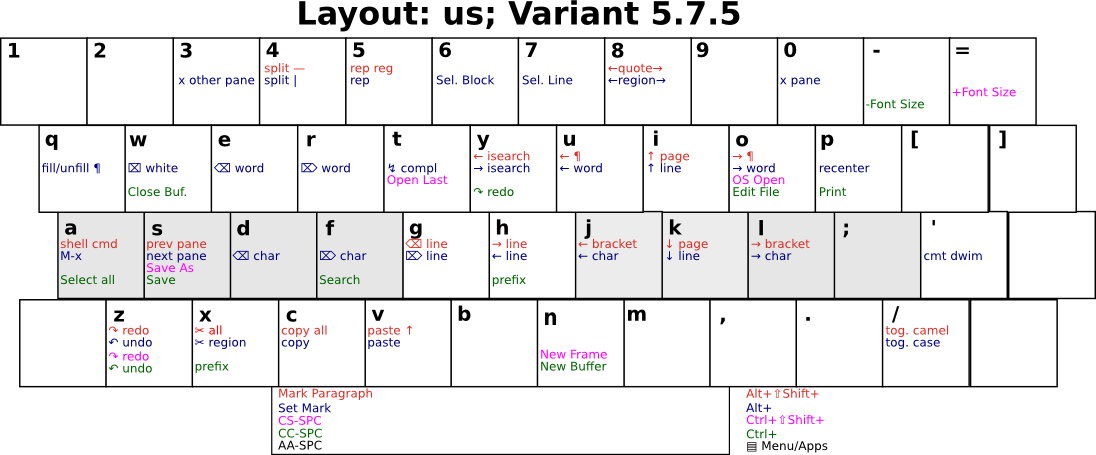 Layout: us; Variant 5.7.5
1 2 3 4 5 6 7 8 9 0 - =
split — rep reg ←quote→
x other pane split | rep Sel. Block Sel. Line ←region→ x pane
+Font Size
-Font Size
q w e r t y u i o p [ ]
← isearch ← ¶ ↑ page → ¶
fill/unfill ¶ ⌧ white ⌫ word ⌦ word ↯ compl → isearch ← word ↑ line → word recenter
Open Last OS Open
Close Buf. ↷ redo Edit File Print
a s d f g h j k l ; '
shell cmd prev pane ⌫ line → line ← bracket ↓ page → bracket
M-x next pane ⌫ char ⌦ char ⌦ line ← line ← char ↓ line → char cmt dwim
Save As
Select all Save Search prefix
z x c v b n m , . /
↷ redo ✂ all copy all paste ↑ tog. camel
↶ undo ✂ region copy paste tog. case
↷ redo New Frame
↶ undo prefix New Buffer
Mark Paragraph Alt+⇧Shift+
Set Mark Alt+
CS-SPC Ctrl+⇧Shift+
CC-SPC Ctrl+
AA-SPC ▤ Menu/Apps